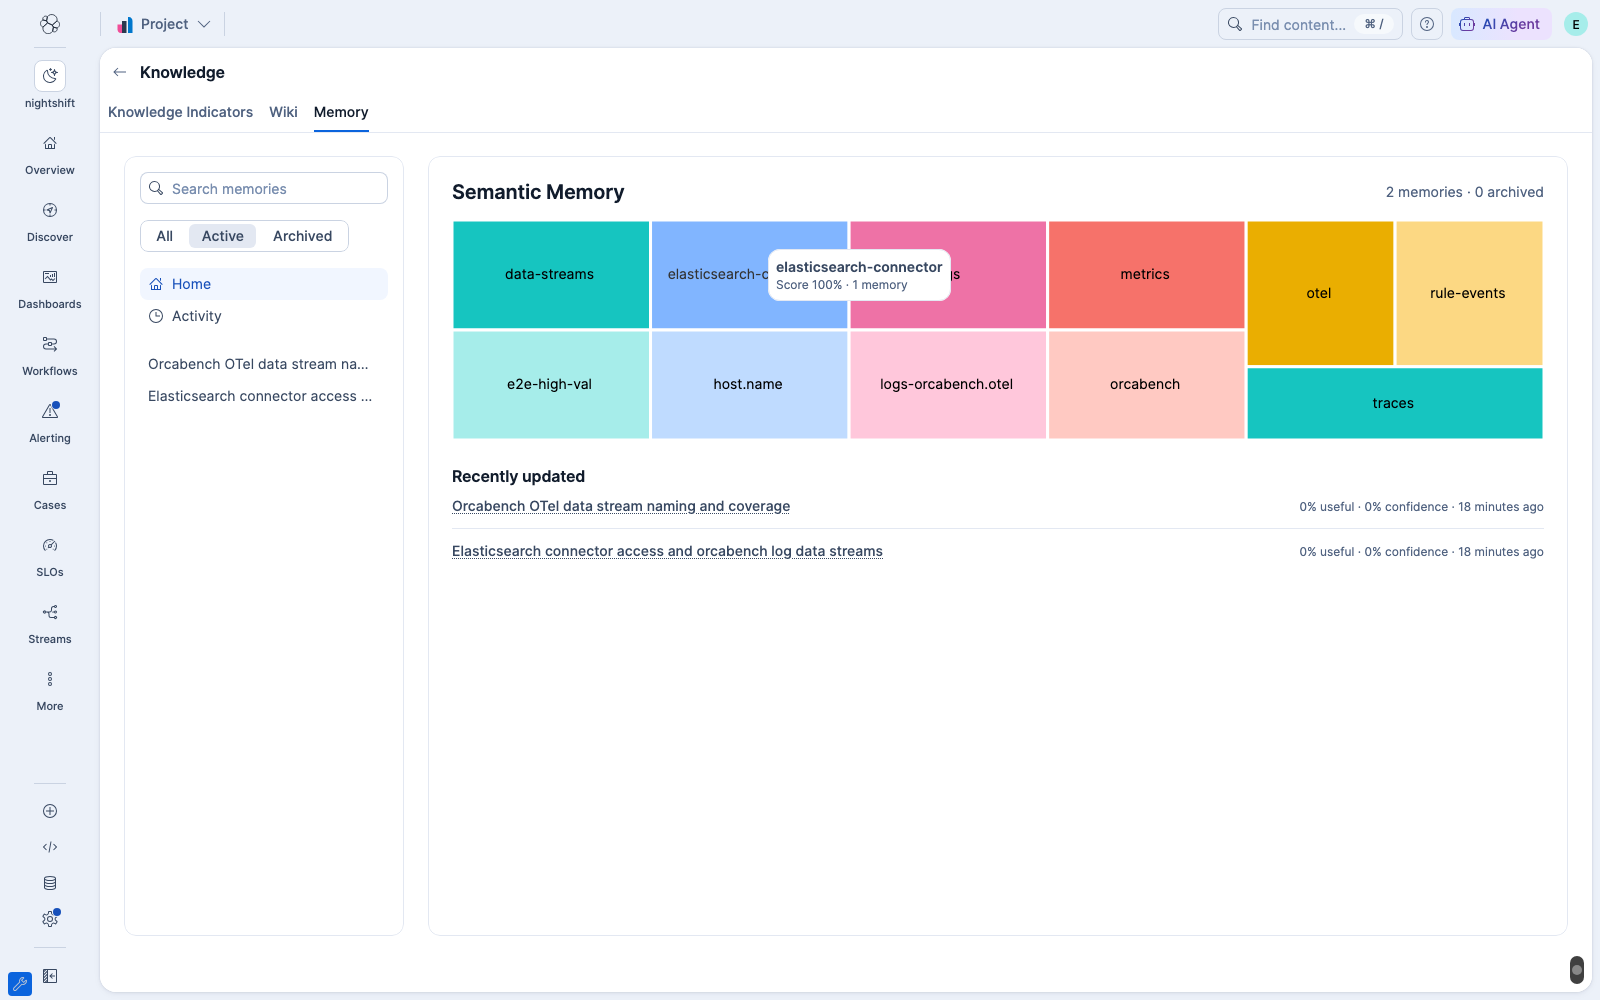 Project
Find content...
⌘ /
AI Agent
E
nightshift
Overview
Discover
Dashboards
Workflows
Alerting
Cases
SLOs
Streams
More
Knowledge
Knowledge Indicators
Wiki
Memory
Search memories
All
Active
Archived
Home
Activity
Orcabench OTel data stream na...
Elasticsearch connector access ...
Semantic Memory
2 memories · 0 archived
data-streams
elasticsearch-c
elasticsearch-connector
Score 100% · 1 memory
metrics
otel
rule-events
e2e-high-val
host.name
logs-orcabench.otel
orcabench
traces
Recently updated
Orcabench OTel data stream naming and coverage
0% useful · 0% confidence · 18 minutes ago
Elasticsearch connector access and orcabench log data streams
0% useful · 0% confidence · 18 minutes ago